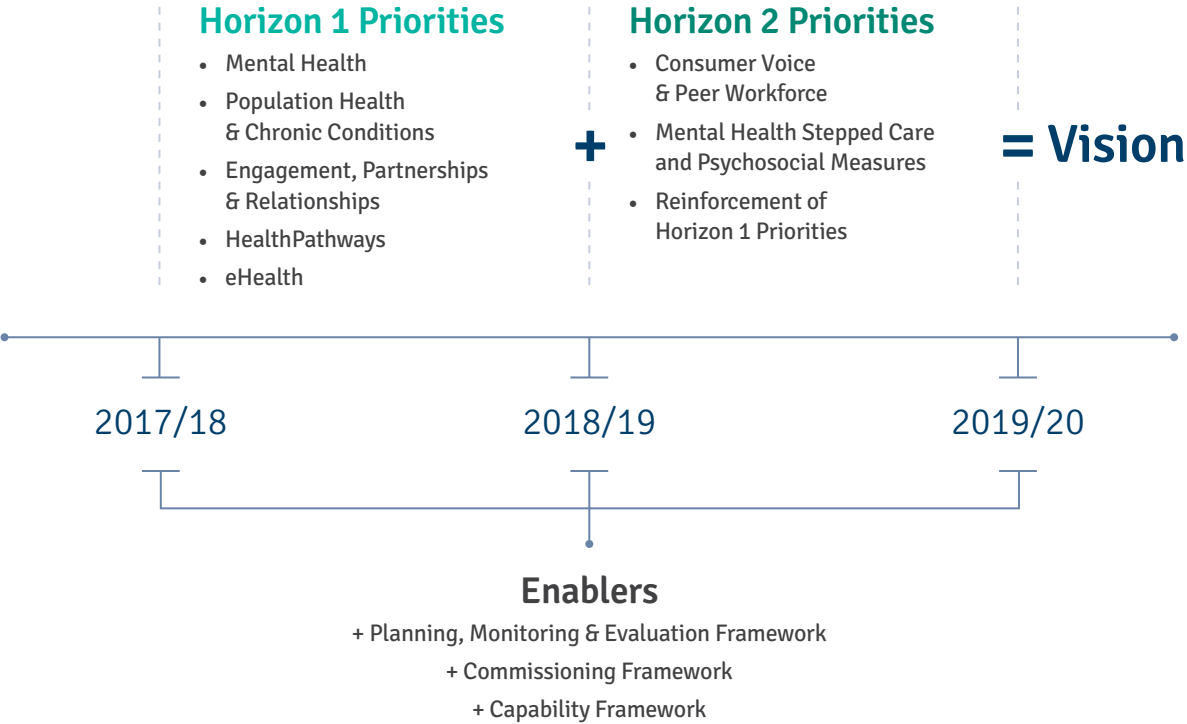 Horizon 1 Priorities
• Mental Health
• Population Health
& Chronic Conditions
• Engagement, Partnerships
& Relationships
• HealthPathways
• eHealth
+
Horizon 2 Priorities
• Consumer Voice
& Peer Workforce
• Mental Health Stepped Care
and Psychosocial Measures
• Reinforcement of
Horizon 1 Priorities
= Vision
2017/18
2018/19
2019/20
Enablers
+ Planning, Monitoring & Evaluation Framework
+ Commissioning Framework
+ Capability Framework